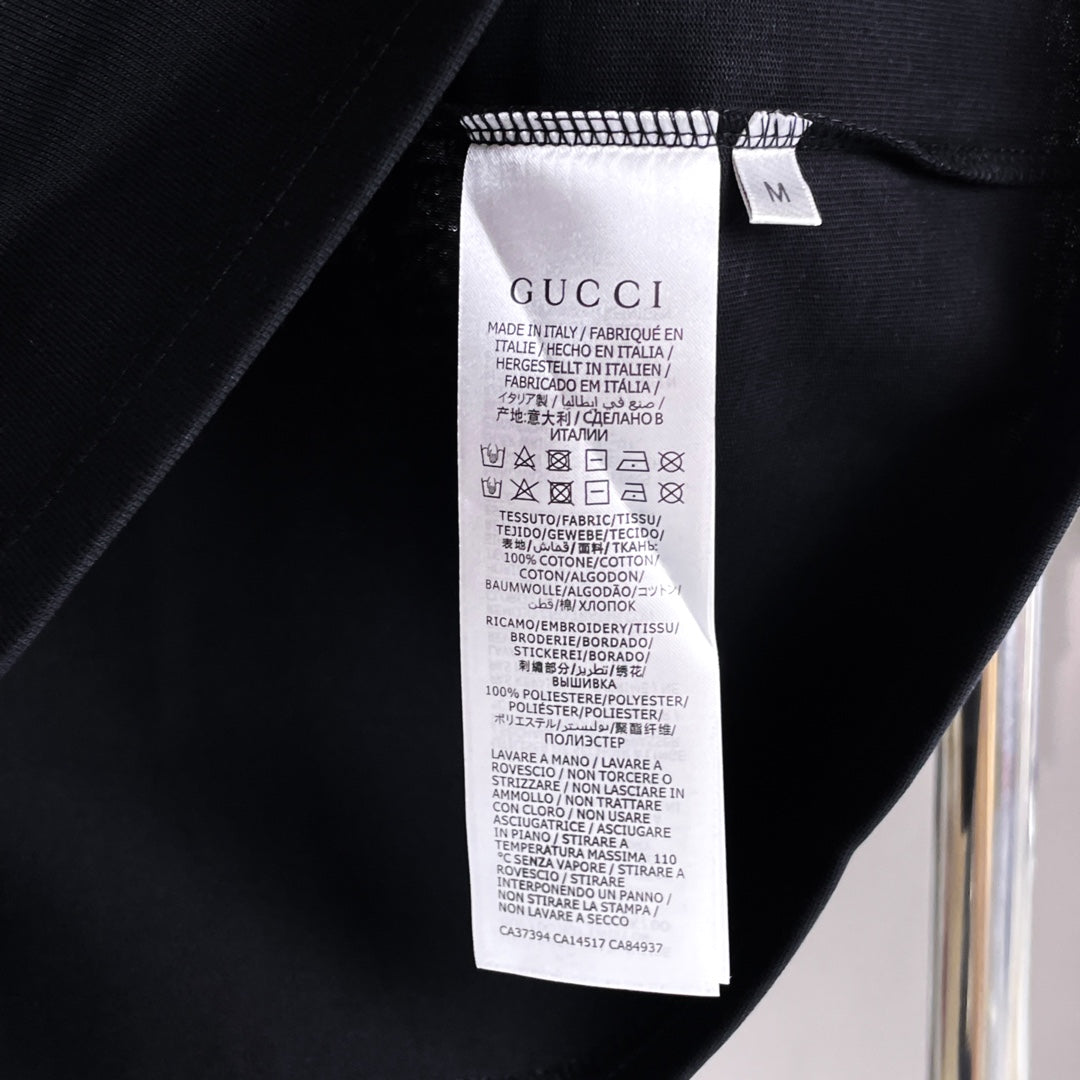 M
GUCCI
MADE IN ITALY / FABRIQUÉ EN
ITALIE / HECHO EN ITALIA /
HERGESTELLT IN ITALIEN /
FABRICADO EM ITÁLIA /
イタリア製 / صنع في إيطاليا /
产地:意大利 / СДЕЛАНО В
ИТАЛИИ
TESSUTO/FABRIC/TISSU/
TEJIDO/GEWEBE/TECIDO/
表地/قماش/面料/ТКАНЬ:
100% COTONE/COTTON/
COTON/ALGODON/
BAUMWOLLE/ALGODÃO/コットン/
قطن/棉/ХЛОПОК
RICAMO/EMBROIDERY/TISSU/
BRODERIE/BORDADO/
STICKEREI/BORADO/
刺繍部分/تطريز/绣花/
ВЫШИВКА
100% POLIESTERE/POLYESTER/
POLIÉSTER/POLIESTER/
ポリエステル/بوليستر/聚酯纤维/
ПОЛИЭСТЕР
LAVARE A MANO / LAVARE A
ROVESCIO / NON TORCERE O
STRIZZARE / NON LASCIARE IN
AMMOLLO / NON TRATTARE
CON CLORO / NON USARE
ASCIUGATRICE / ASCIUGARE
IN PIANO / STIRARE A
TEMPERATURA MASSIMA 110
°C SENZA VAPORE / STIRARE A
ROVESCIO / STIRARE
INTERPONENDO UN PANNO /
NON STIRARE LA STAMPA /
NON LAVARE A SECCO
CA37394 CA14517 CA84937